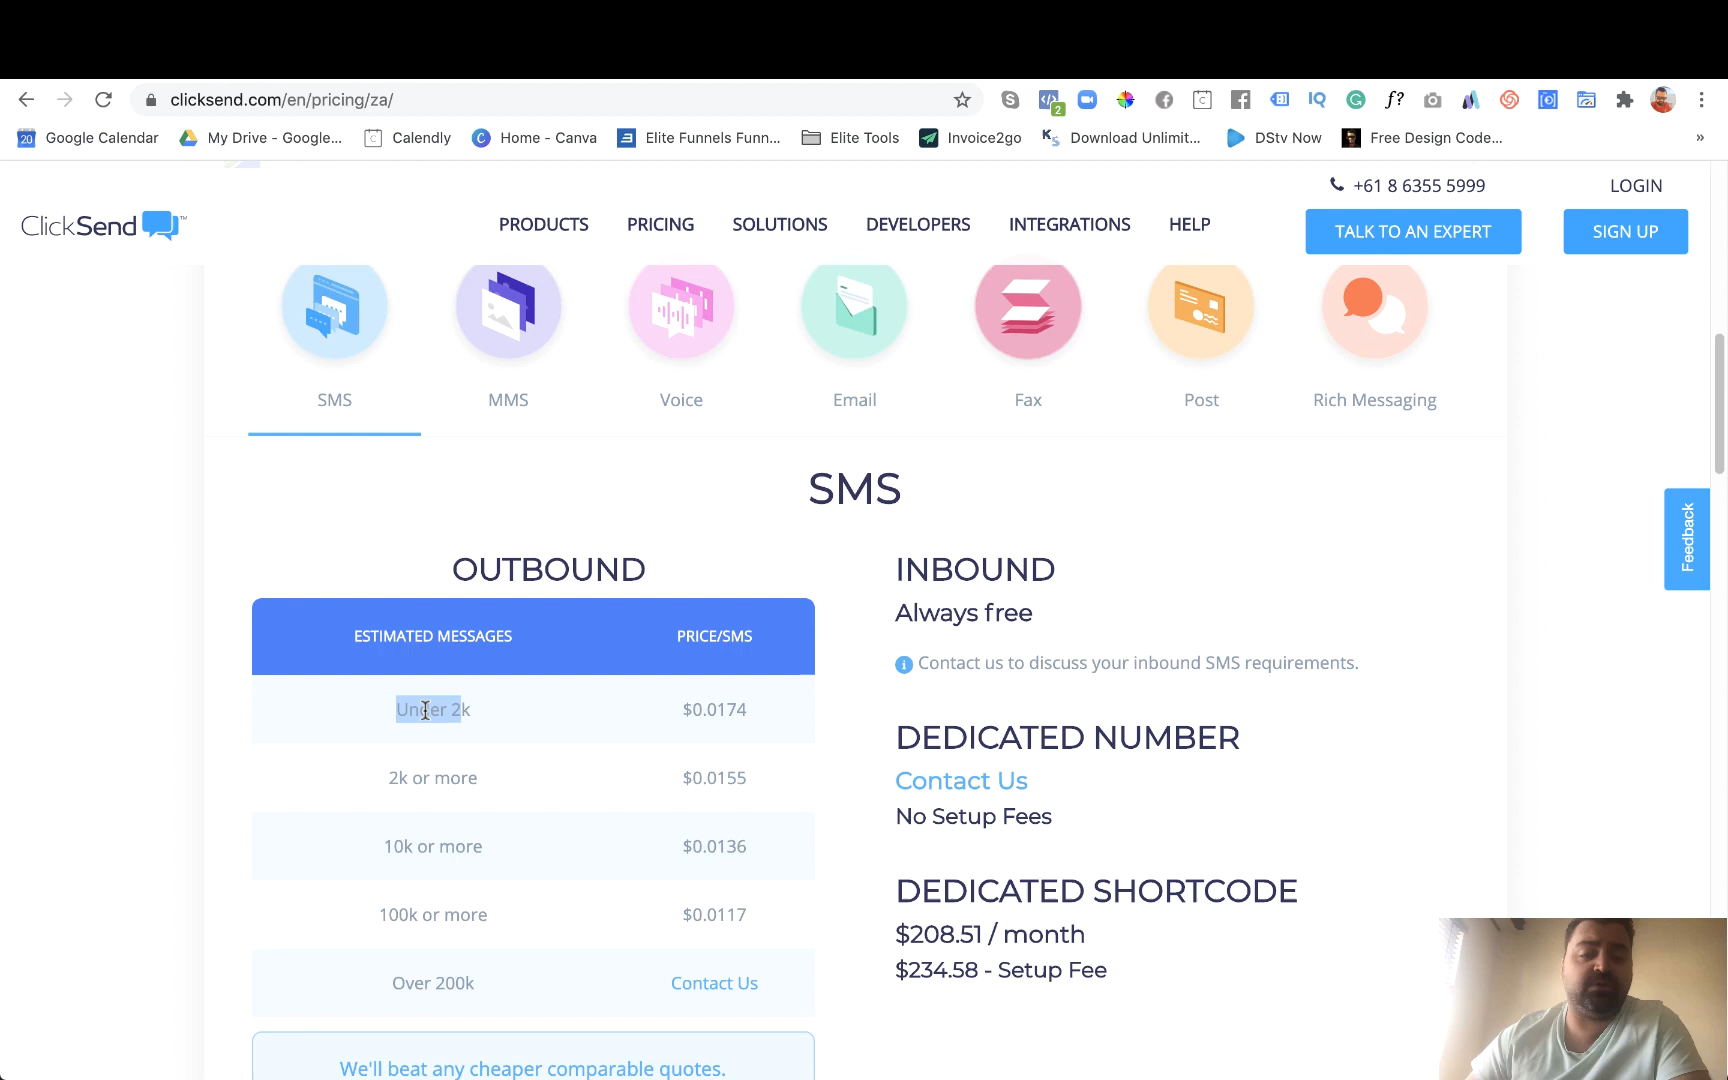 clicksend.com/en/pricing/za/
2
20 Google Calendar My Drive - Google... Calendly Home - Canva Elite Funnels Funn... Elite Tools Invoice2go Download Unlimit... DStv Now Free Design Code... »
+61 8 6355 5999 LOGIN
ClickSend™ PRODUCTS PRICING SOLUTIONS DEVELOPERS INTEGRATIONS HELP TALK TO AN EXPERT SIGN UP
SMS MMS Voice Email Fax Post Rich Messaging
SMS
OUTBOUND
ESTIMATED MESSAGES PRICE/SMS
Under 2k $0.0174
2k or more $0.0155
10k or more $0.0136
100k or more $0.0117
Over 200k Contact Us
We'll beat any cheaper comparable quotes.
INBOUND
Always free
Contact us to discuss your inbound SMS requirements.
DEDICATED NUMBER
Contact Us
No Setup Fees
DEDICATED SHORTCODE
$208.51 / month
$234.58 - Setup Fee
Feedback